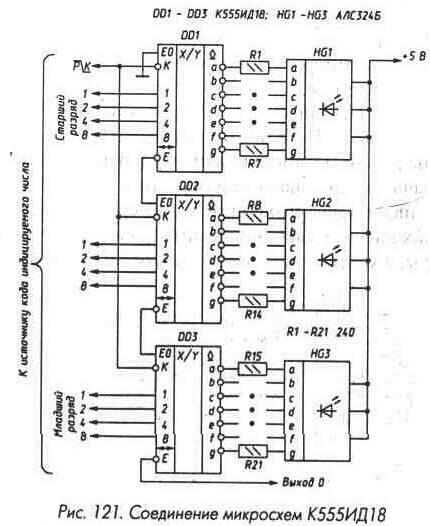 DD1 – DD3 К555ИД18; HG1 – HG3 АЛС324Б
DD1
HG1
+5 В
Р\К
E0 X/Y Ω
K
1 1
2 2
4 4
8 8
E
Старший разряд
a b c d e f g
R1
R7
a b c d e f g
К источнику кода индицируемого числа
DD2
HG2
E0 X/Y Ω
K
1 1
2 2
4 4
8 8
E
a b c d e f g
R8
R14
a b c d e f g
R1 – R21 240
DD3
HG3
E0 X/Y Ω
K
1 1
2 2
4 4
8 8
E
Младший разряд
a b c d e f g
R15
R21
a b c d e f g
Выход 0
Рис. 121. Соединение микросхем К555ИД18